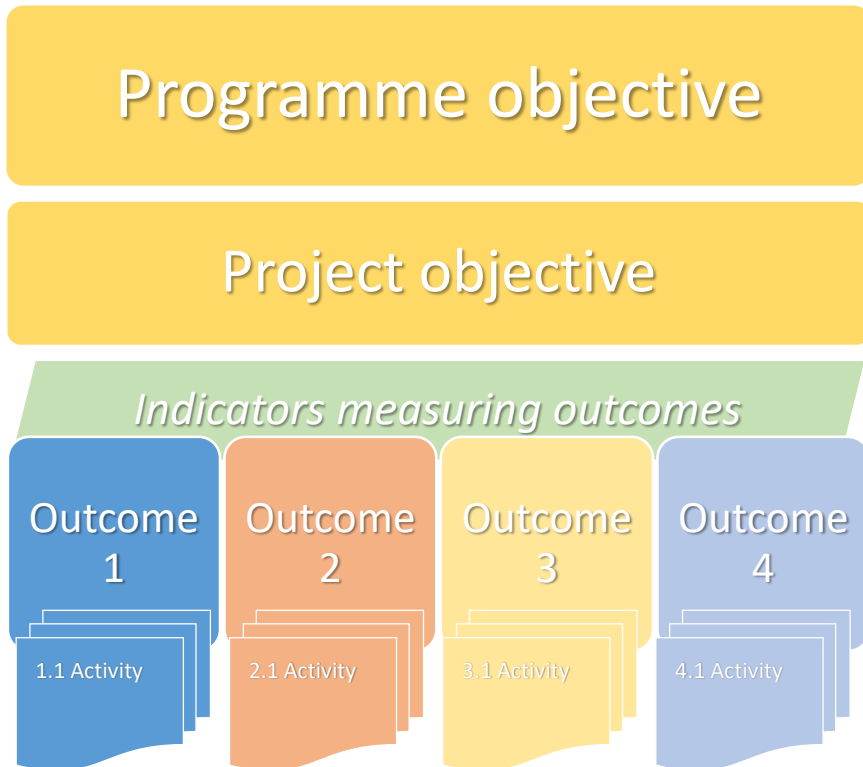 Programme objective
Project objective
Indicators measuring outcomes
Outcome
1
Outcome
2
Outcome
3
Outcome
4
1.1 Activity
2.1 Activity
3.1 Activity
4.1 Activity